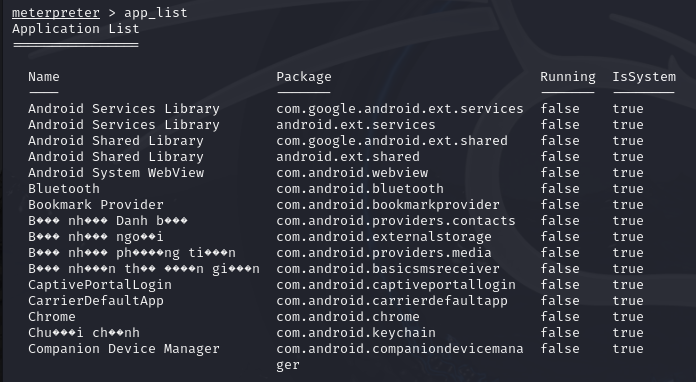 meterpreter > app_list
Application List
Name Package Running IsSystem
Android Services Library com.google.android.ext.services false true
Android Services Library android.ext.services false true
Android Shared Library com.google.android.ext.shared false true
Android Shared Library android.ext.shared false true
Android System WebView com.android.webview false true
Bluetooth com.android.bluetooth false true
Bookmark Provider com.android.bookmarkprovider false true
B��� nh��� Danh b��� com.android.providers.contacts false true
B��� nh��� ngo��i com.android.externalstorage false true
B��� nh��� ph����ng ti���n com.android.providers.media false true
B��� nh���n th�� ����n gi���n com.android.basicsmsreceiver false true
CaptivePortalLogin com.android.captiveportallogin false true
CarrierDefaultApp com.android.carrierdefaultapp false true
Chrome com.android.chrome false true
Chu���i ch��nh com.android.keychain false true
Companion Device Manager com.android.companiondevicemana false true
ger